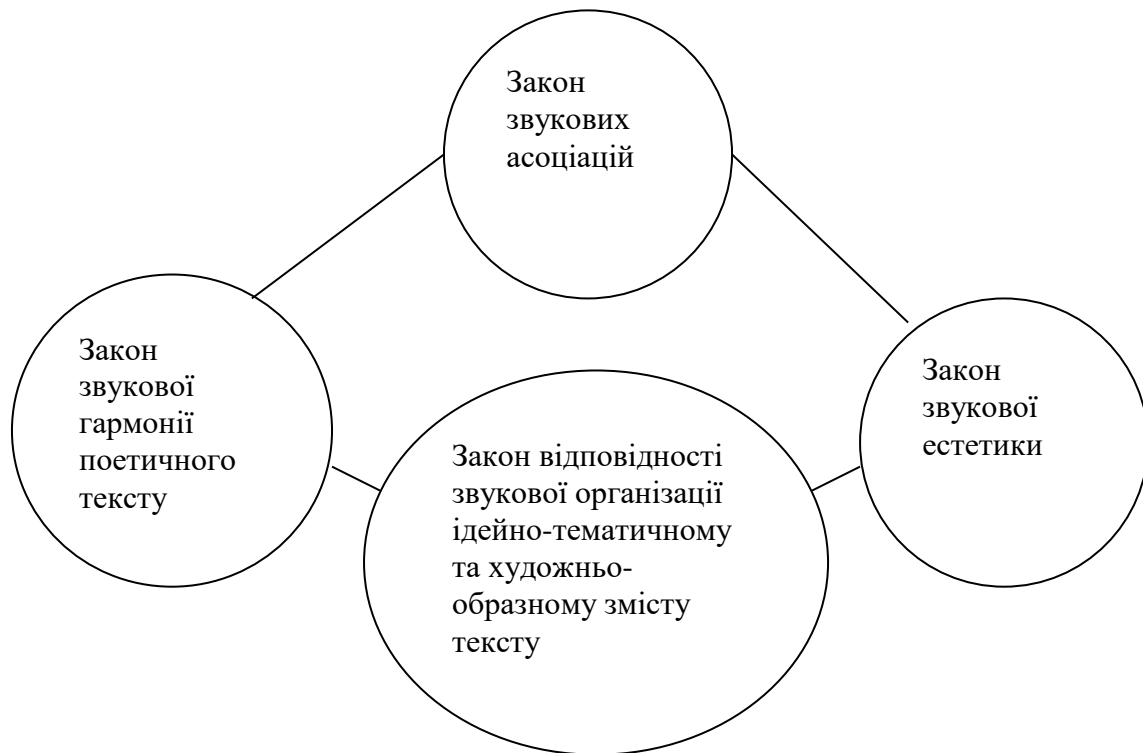 Закон
звукових
асоціацій
Закон
звукової
гармонії
поетичного
тексту
Закон відповідності
звукової організації
ідейно-тематичному
та художньо-
образному змісту
тексту
Закон
звукової
естетики